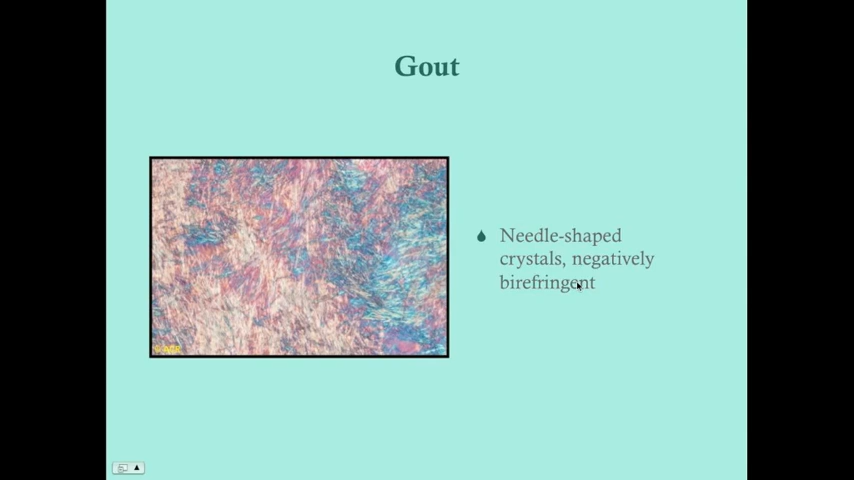 Gout
Needle-shaped
crystals, negatively
birefringent